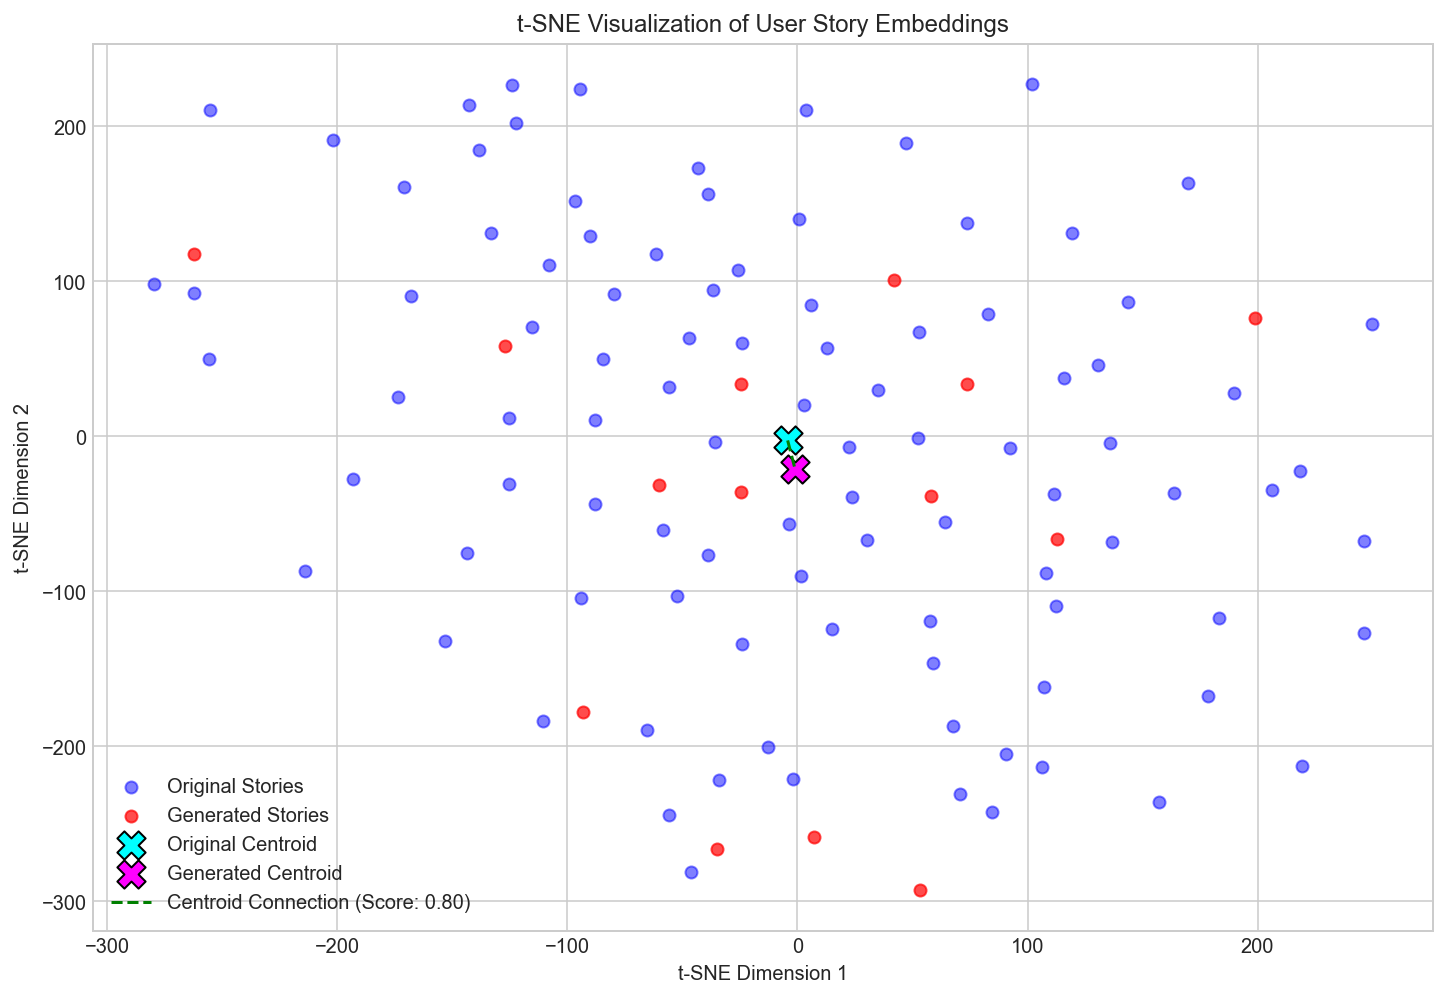 t-SNE Visualization of User Story Embeddings
t-SNE Dimension 2
200
100
0
−100
−200
−300
Original Stories
Generated Stories
Original Centroid
Generated Centroid
Centroid Connection (Score: 0.80)
−300 −200 −100 0 100 200
t-SNE Dimension 1